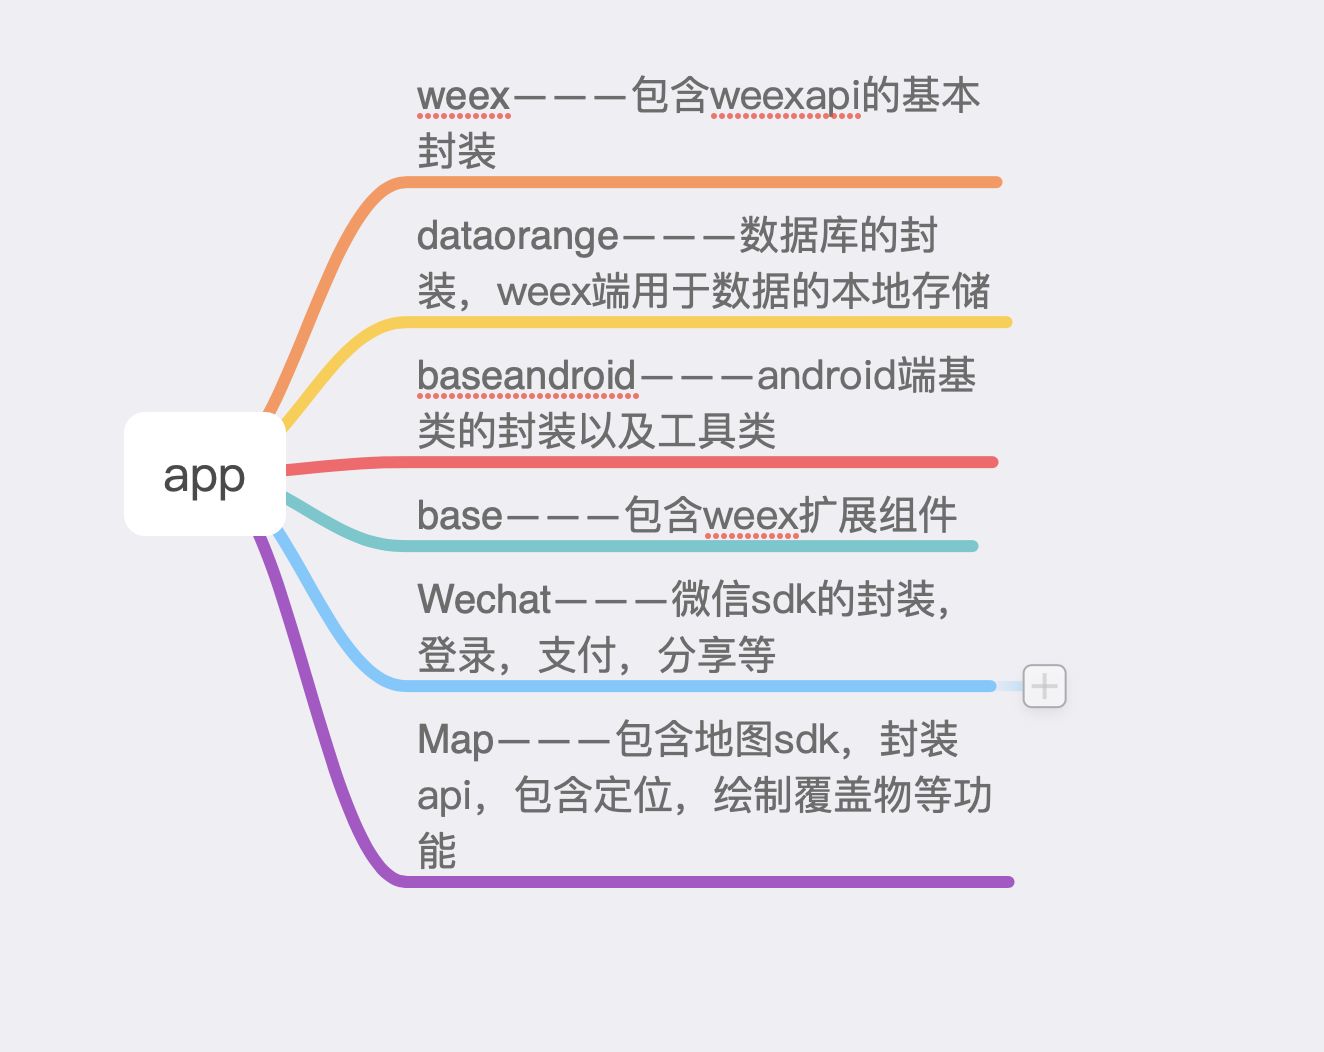 app
weex———包含weexapi的基本
封装
dataorange———数据库的封
装，weex端用于数据的本地存储
baseandroid———android端基
类的封装以及工具类
base———包含weex扩展组件
Wechat———微信sdk的封装，
登录，支付，分享等
Map———包含地图sdk，封装
api，包含定位，绘制覆盖物等功
能